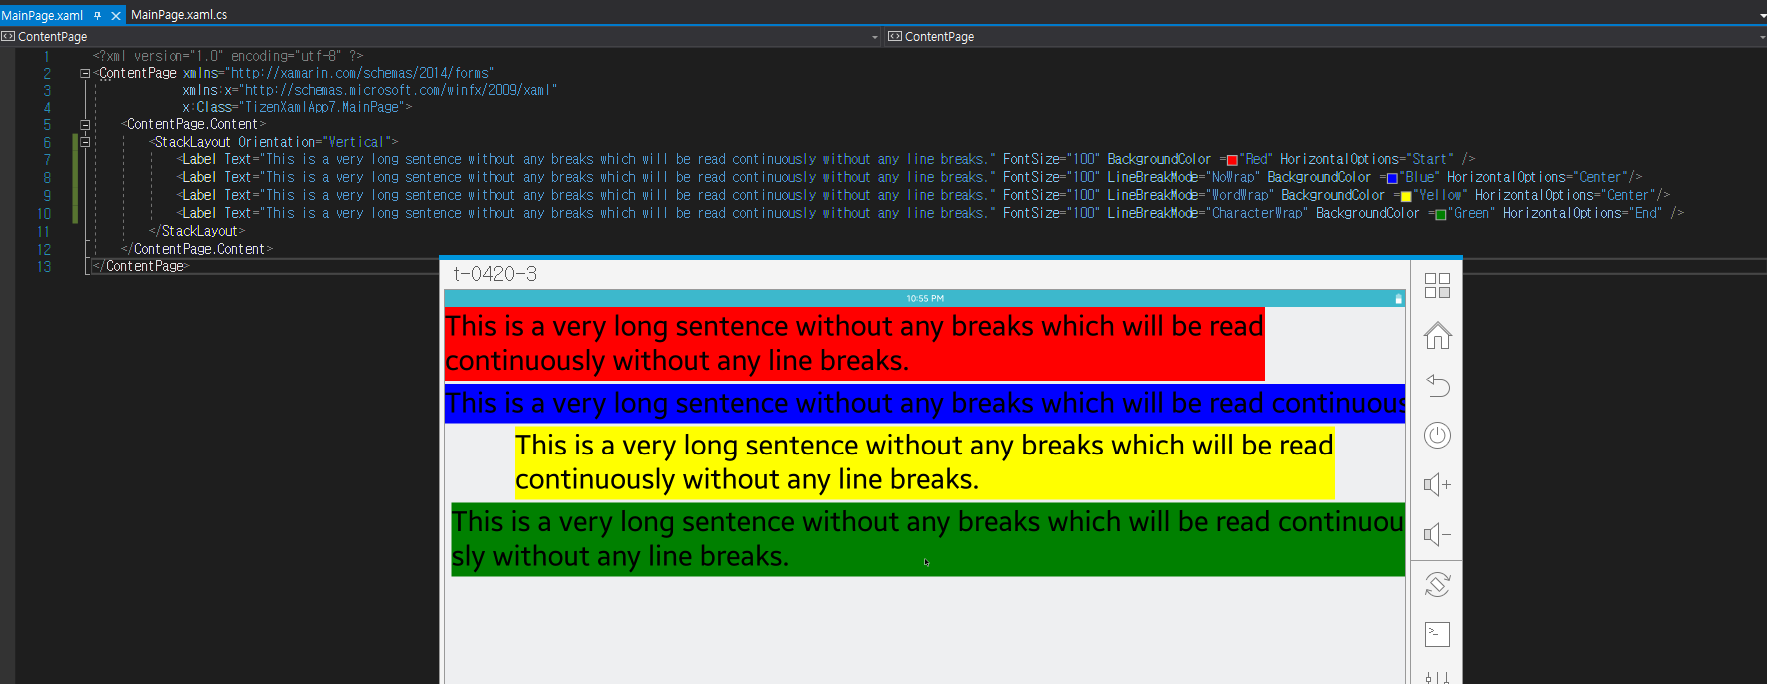 MainPage.xaml
MainPage.xaml.cs
ContentPage
ContentPage
1 <?xml version="1.0" encoding="utf-8" ?>
2 <ContentPage xmlns="http://xamarin.com/schemas/2014/forms"
3 xmlns:x="http://schemas.microsoft.com/winfx/2009/xaml"
4 x:Class="TizenXamlApp7.MainPage">
5 <ContentPage.Content>
6 <StackLayout Orientation="Vertical">
7 <Label Text="This is a very long sentence without any breaks which will be read continuously without any line breaks." FontSize="100" BackgroundColor ="Red" HorizontalOptions="Start" />
8 <Label Text="This is a very long sentence without any breaks which will be read continuously without any line breaks." FontSize="100" LineBreakMode="NoWrap" BackgroundColor ="Blue" HorizontalOptions="Center"/>
9 <Label Text="This is a very long sentence without any breaks which will be read continuously without any line breaks." FontSize="100" LineBreakMode="WordWrap" BackgroundColor ="Yellow" HorizontalOptions="Center"/>
10 <Label Text="This is a very long sentence without any breaks which will be read continuously without any line breaks." FontSize="100" LineBreakMode="CharacterWrap" BackgroundColor ="Green" HorizontalOptions="End" />
11 </StackLayout>
12 </ContentPage.Content>
13 </ContentPage>
t-0420-3
10:55 PM
This is a very long sentence without any breaks which will be read
continuously without any line breaks.
This is a very long sentence without any breaks which will be read continuous
This is a very long sentence without any breaks which will be read
continuously without any line breaks.
This is a very long sentence without any breaks which will be read continuou
sly without any line breaks.